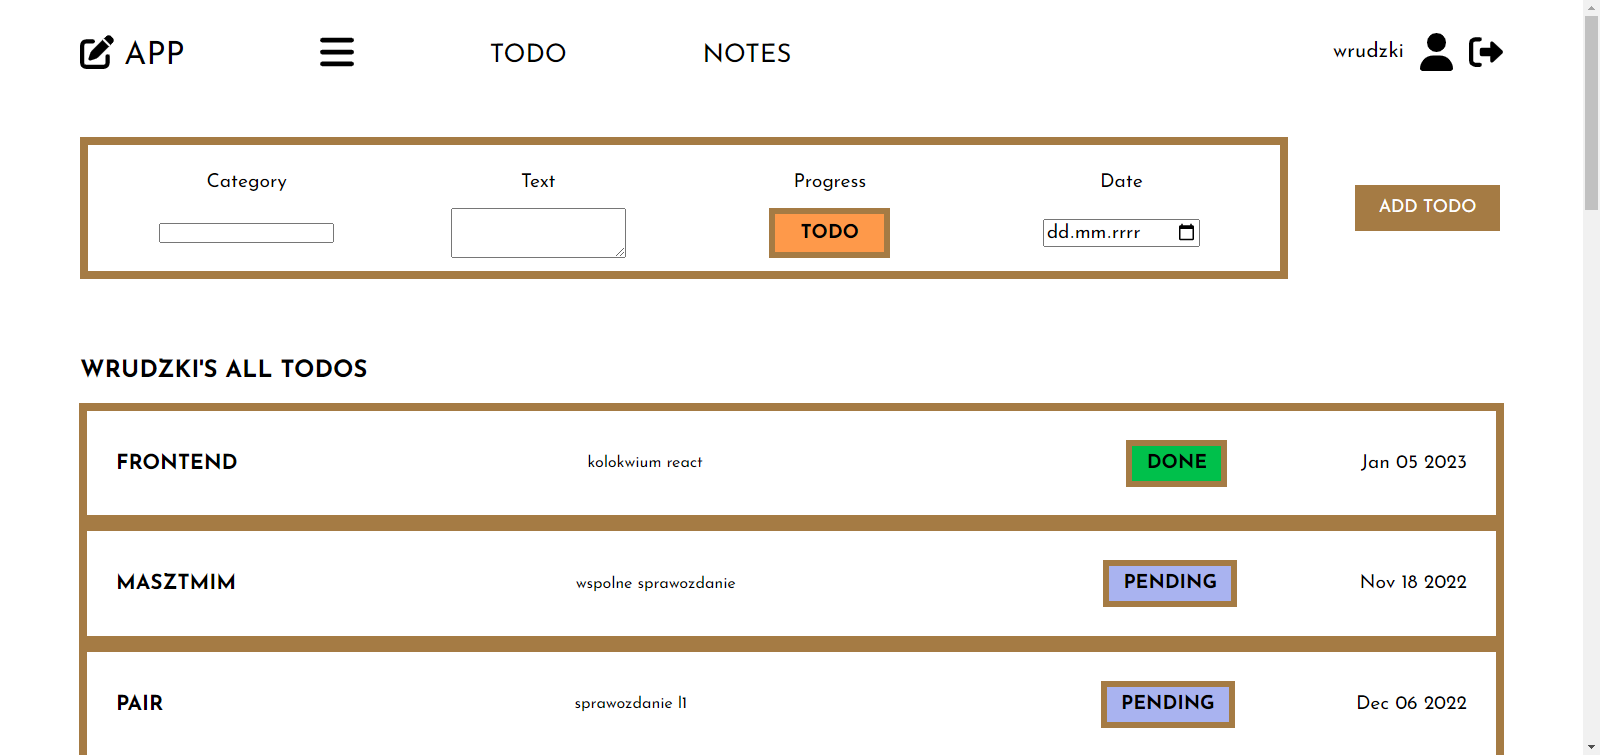 APP TODO NOTES wrudzki
Category Text Progress Date
TODO dd.mm.rrrr
ADD TODO
WRUDZKI'S ALL TODOS
FRONTEND kolokwium react DONE Jan 05 2023
MASZTMIM wspolne sprawozdanie PENDING Nov 18 2022
PAIR sprawozdanie l1 PENDING Dec 06 2022